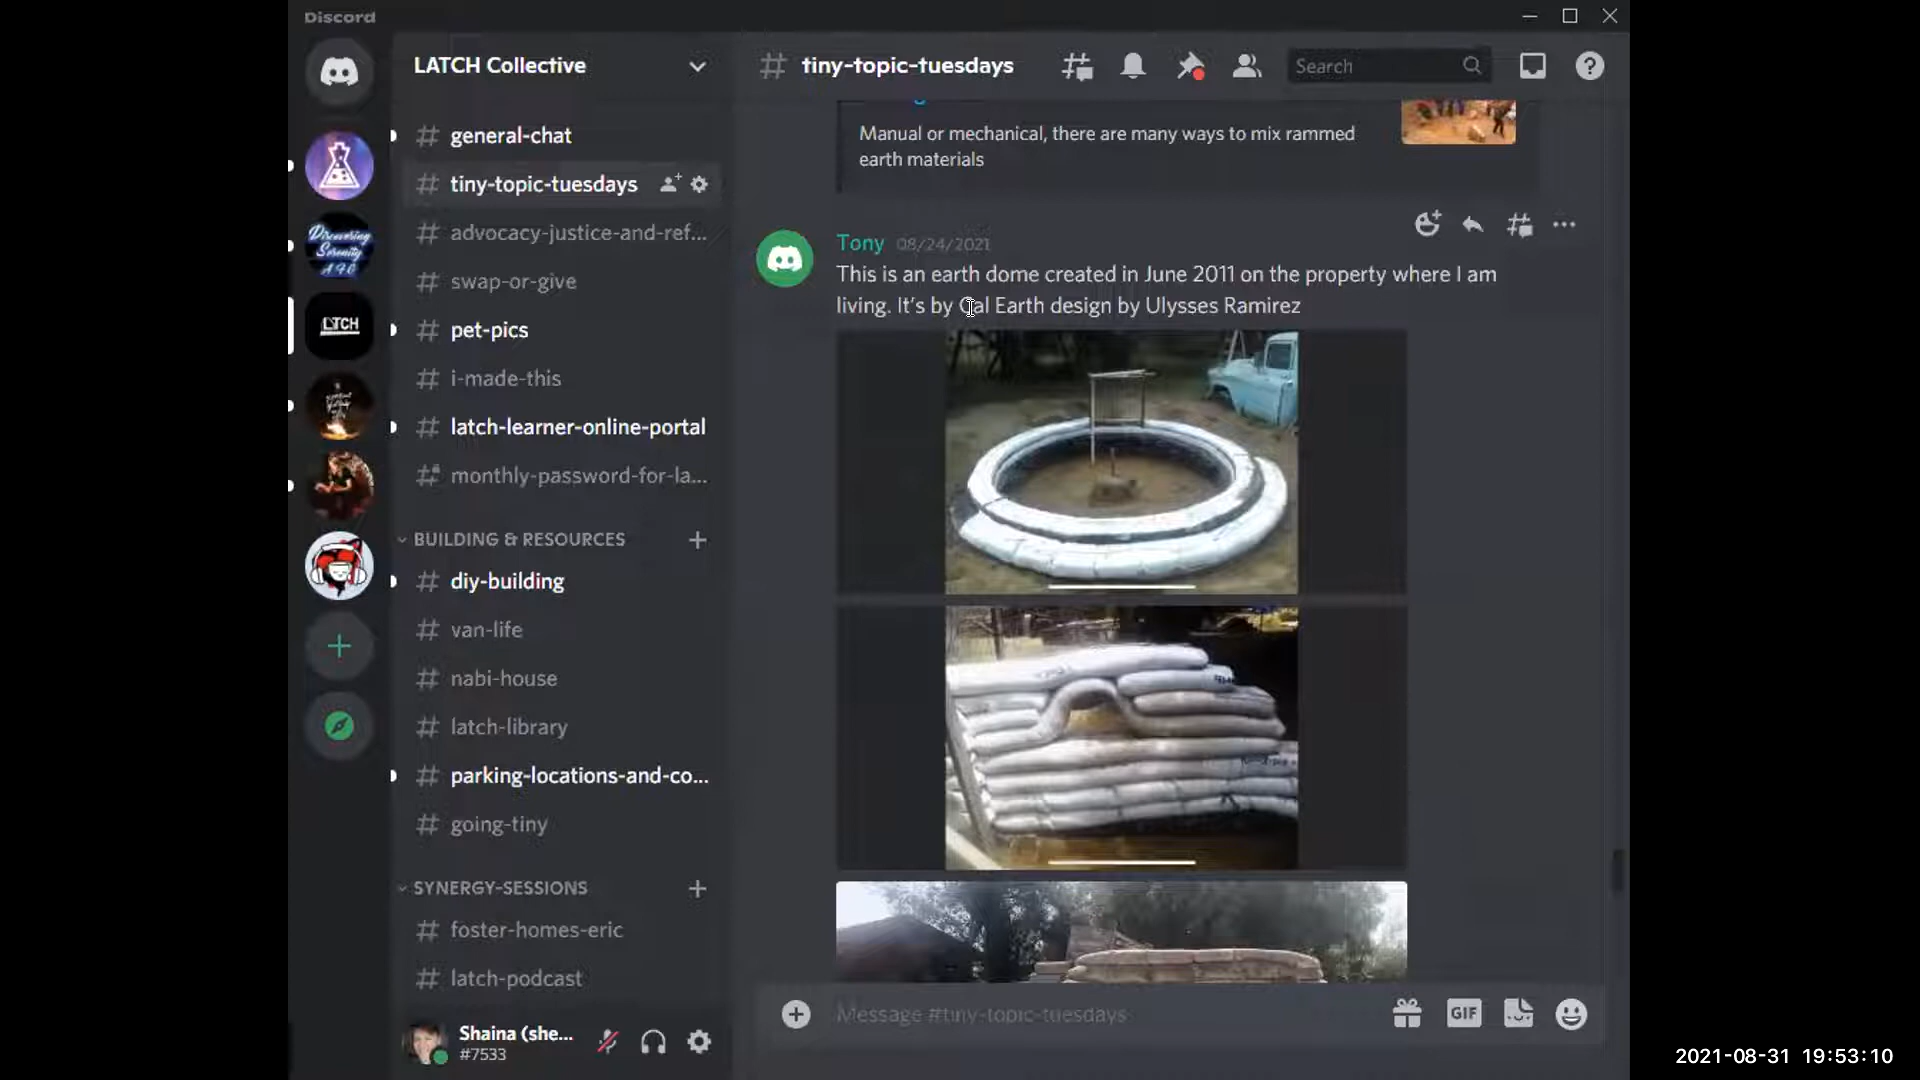 Discord
LATCH Collective
tiny-topic-tuesdays
Search
general-chat
tiny-topic-tuesdays
advocacy-justice-and-ref...
swap-or-give
pet-pics
i-made-this
latch-learner-online-portal
monthly-password-for-la...
BUILDING & RESOURCES
diy-building
van-life
nabi-house
latch-library
parking-locations-and-co...
going-tiny
SYNERGY-SESSIONS
foster-homes-eric
latch-podcast
Shaina (she...
#7533
Discovering
Serenity
LATCH
Manual or mechanical, there are many ways to mix rammed
earth materials
Tony 08/24/2021
This is an earth dome created in June 2011 on the property where I am
living. It's by Cal Earth design by Ulysses Ramirez
Message #tiny-topic-tuesdays
GIF
2021-08-31 19:53:10